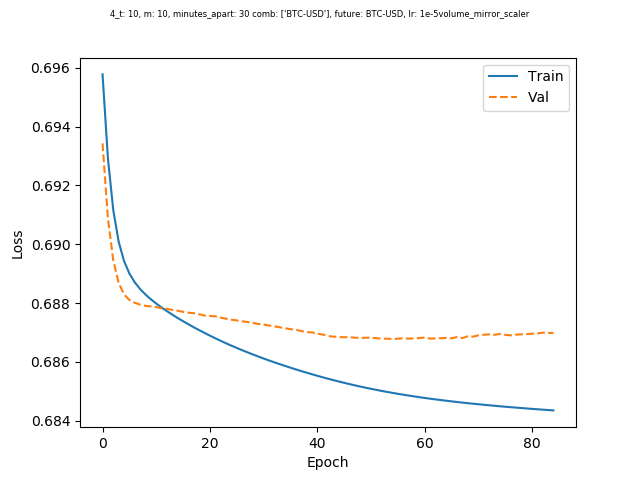 4_t: 10, m: 10, minutes_apart: 30 comb: ['BTC-USD'], future: BTC-USD, lr: 1e-5volume_mirror_scaler
Train
Val
0.696
0.694
0.692
0.690
0.688
0.686
0.684
Loss
0
20
40
60
80
Epoch